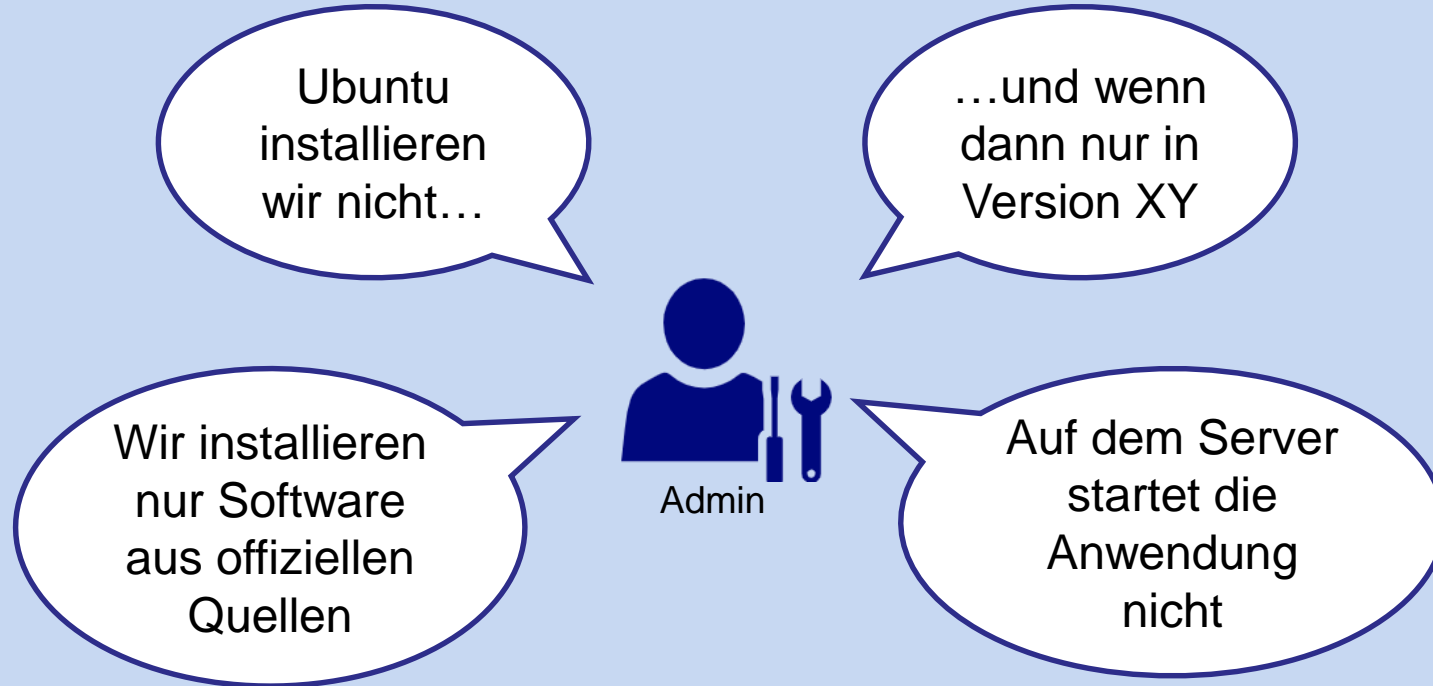 Ubuntu
installieren
wir nicht…
…und wenn
dann nur in
Version XY
Wir installieren
nur Software
aus offiziellen
Quellen
Admin
Auf dem Server
startet die
Anwendung
nicht